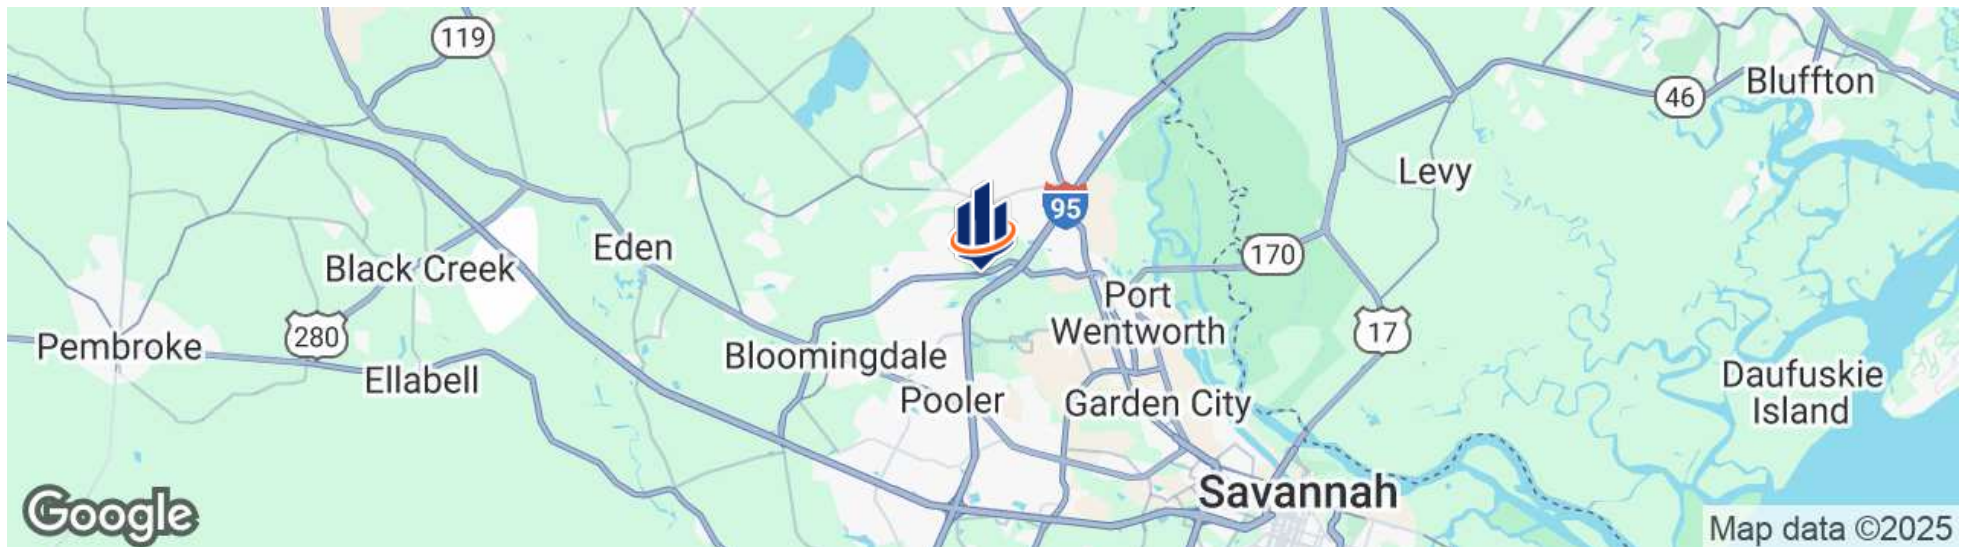 119
46
Bluffton
Levy
95
Eden
Black Creek
170
Port
Wentworth
280
17
Pembroke
Bloomingdale
Ellabell
Pooler
Garden City
Daufuskie
Island
Savannah
Google
Map data ©2025